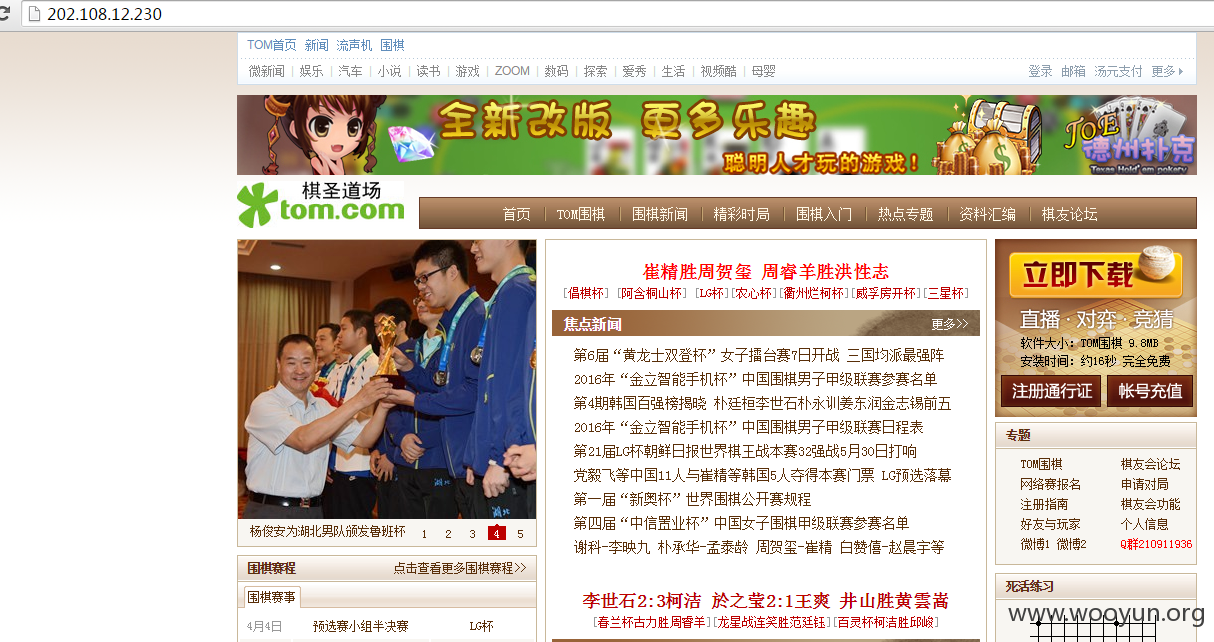 202.108.12.230
TOM首页 新闻 流声机 围棋
微新闻 娱乐 汽车 小说 读书 游戏 ZOOM 数码 探索 爱秀 生活 视频酷 母婴
登录 邮箱 汤元支付 更多
全新改版 更多乐趣
聪明人才玩的游戏!
JOE
德州扑克
Texas Hold'em pokery
棋圣道场
tom.com
首页 TOM围棋 围棋新闻 精彩时局 围棋入门 热点专题 资料汇编 棋友论坛
湖北
杨俊安为湖北男队颁发鲁班杯 1 2 3 4 5
围棋赛程 点击查看更多围棋赛程>>
围棋赛事
4月4日 预选赛小组半决赛 LG杯
崔精胜周贺玺 周睿羊胜洪性志
[倡棋杯] [阿含桐山杯] [LG杯][农心杯][衢州烂柯杯][威孚房开杯][三星杯]
焦点新闻 更多>>
第6届“黄龙士双登杯”女子擂台赛7日开战 三国均派最强阵
2016年“金立智能手机杯”中国围棋男子甲级联赛参赛名单
第4期韩国百强榜揭晓 朴廷桓李世石朴永训姜东润金志锡前五
2016年“金立智能手机杯”中国围棋男子甲级联赛日程表
第21届LG杯朝鲜日报世界棋王战本赛32强战5月30日打响
党毅飞等中国11人与崔精等韩国5人夺得本赛门票 LG预选落幕
第一届“新奥杯”世界围棋公开赛规程
第四届“中信置业杯”中国女子围棋甲级联赛参赛名单
谢科-李映九 朴承华-孟泰龄 周贺玺-崔精 白赞僖-赵晨宇等
李世石2:3柯洁 於之莹2:1王爽 井山胜黄雲嵩
[春兰杯古力胜周睿羊][龙星战连笑胜范廷钰][百灵杯柯洁胜邱峻]
立即下载
直播·对弈·竞猜
软件大小: TOM围棋 9.8MB
安装时间: 约16秒 完全免费
注册通行证 帐号充值
专题
TOM围棋 棋友会论坛
网络赛报名 申请对局
注册指南 棋友会功能
好友与玩家 个人信息
微博1 微博2 Q群210911936
死活练习
www.wooyun.org